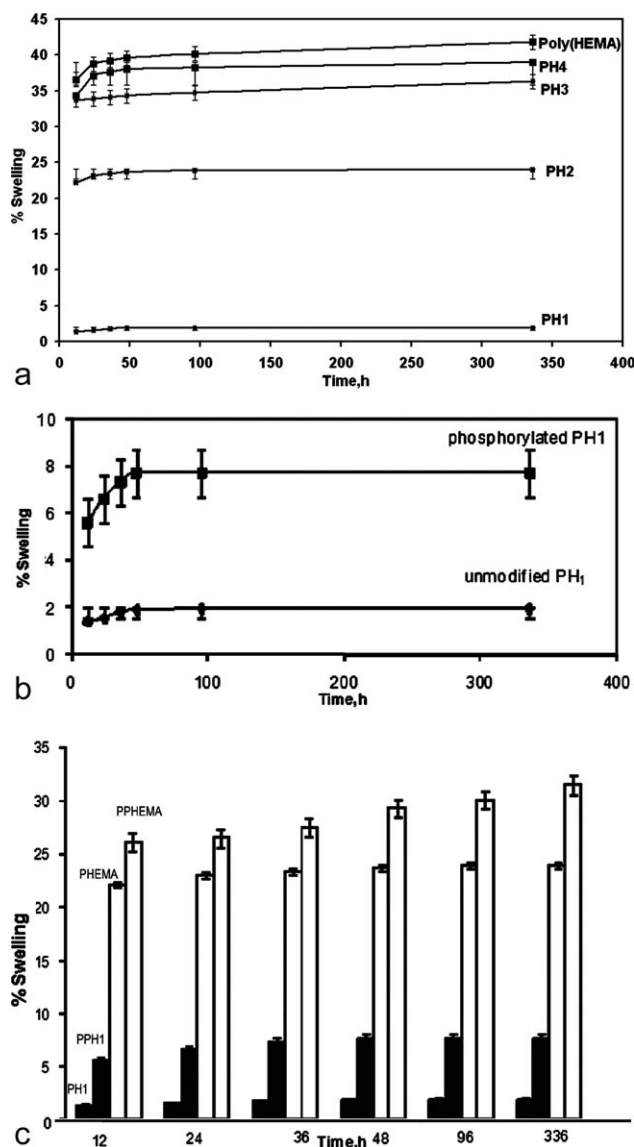 45
40
35
30
25
20
15
10
5
0
% Swelling
Poly(HEMA)
PH4
PH3
PH2
PH1
0 50 100 150 200 250 300 350 400
Time,h
a
10
8
6
4
2
0
% Swelling
phosphorylated PH1
unmodified PH1
0 100 200 300 400
Time,h
b
35
30
25
20
15
10
5
0
% Swelling
PPHEMA
PHEMA
PPH1
PH1
12 24 36 48 96 336
Time,h
c